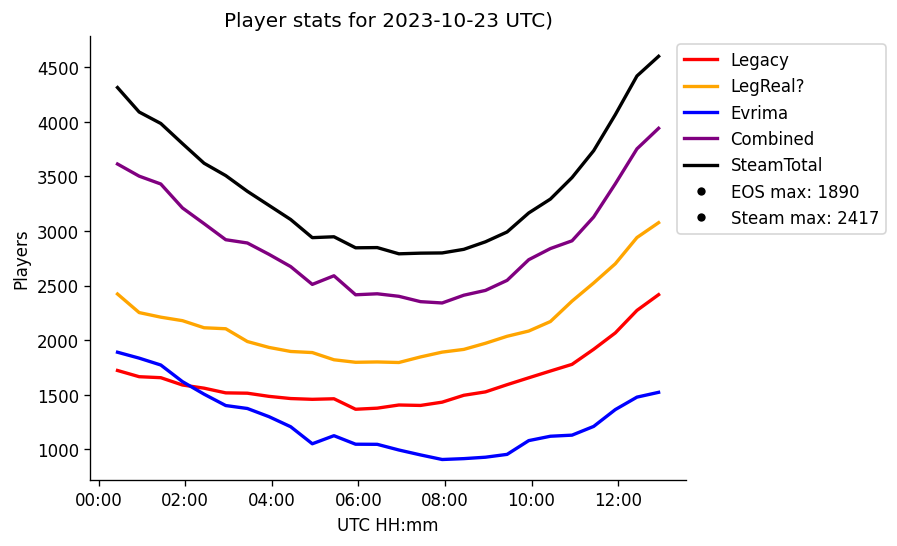 Player stats for 2023-10-23 UTC)
Legacy
LegReal?
Evrima
Combined
SteamTotal
EOS max: 1890
Steam max: 2417
Players
4500
4000
3500
3000
2500
2000
1500
1000
00:00 02:00 04:00 06:00 08:00 10:00 12:00
UTC HH:mm